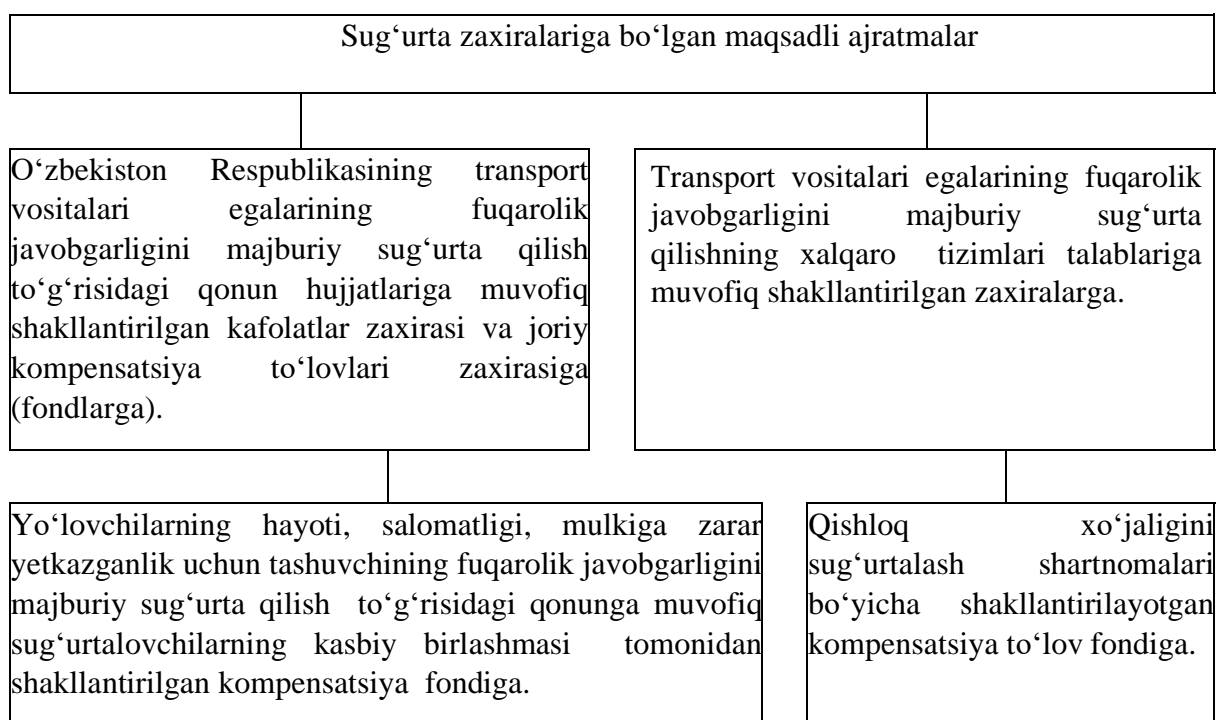 Sug‘urta zaxiralariga bo‘lgan maqsadli ajratmalar
O‘zbekiston Respublikasining transport
vositalari egalarining fuqarolik
javobgarligini majburiy sug‘urta qilish
to‘g‘risidagi qonun hujjatlariga muvofiq
shakllantirilgan kafolatlar zaxirasi va joriy
kompensatsiya to‘lovlari zaxirasiga
(fondlarga).
Transport vositalari egalarining fuqarolik
javobgarligini majburiy sug‘urta
qilishning xalqaro tizimlari talablariga
muvofiq shakllantirilgan zaxiralarga.
Yo‘lovchilarning hayoti, salomatligi, mulkiga zarar
yetkazganlik uchun tashuvchining fuqarolik javobgarligini
majburiy sug‘urta qilish to‘g‘risidagi qonunga muvofiq
sug‘urtalovchilarning kasbiy birlashmasi tomonidan
shakllantirilgan kompensatsiya fondiga.
Qishloq xo‘jaligini
sug‘urtalash shartnomalari
bo‘yicha shakllantirilayotgan
kompensatsiya to‘lov fondiga.